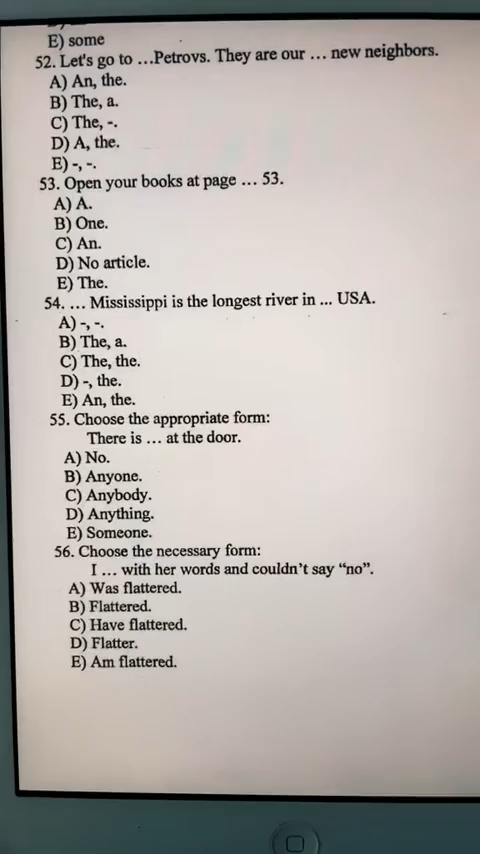 E) some
52. Let's go to …Petrovs. They are our … new neighbors.
A) An, the.
B) The, a.
C) The, -.
D) A, the.
E) -, -.
53. Open your books at page … 53.
A) A.
B) One.
C) An.
D) No article.
E) The.
54. … Mississippi is the longest river in ... USA.
A) -, -.
B) The, a.
C) The, the.
D) -, the.
E) An, the.
55. Choose the appropriate form:
There is … at the door.
A) No.
B) Anyone.
C) Anybody.
D) Anything.
E) Someone.
56. Choose the necessary form:
I … with her words and couldn't say “no”.
A) Was flattered.
B) Flattered.
C) Have flattered.
D) Flatter.
E) Am flattered.